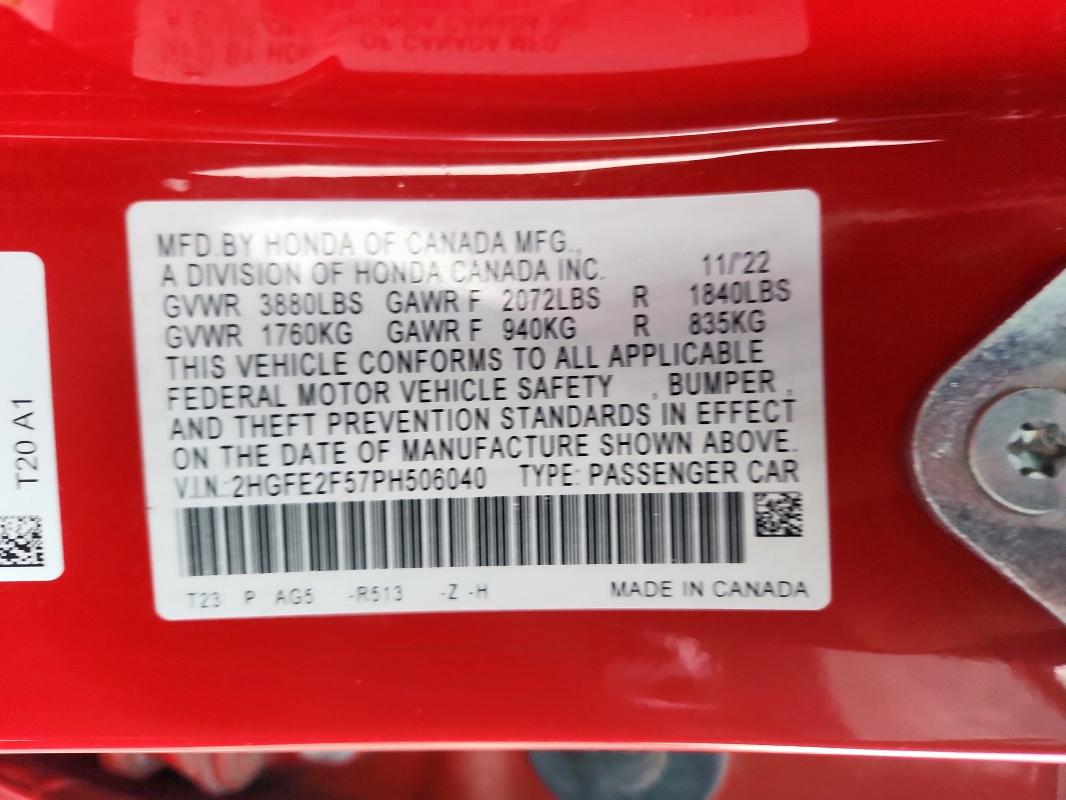 MFD.BY HONDA OF CANADA MFG.,
A DIVISION OF HONDA CANADA INC. 11/'22
GVWR 3880LBS GAWR F 2072LBS R 1840LBS
GVWR 1760KG GAWR F 940KG R 835KG
THIS VEHICLE CONFORMS TO ALL APPLICABLE
FEDERAL MOTOR VEHICLE SAFETY , BUMPER ,
AND THEFT PREVENTION STANDARDS IN EFFECT
ON THE DATE OF MANUFACTURE SHOWN ABOVE.
V.I.N.:2HGFE2F57PH506040 TYPE: PASSENGER CAR
T23 P AG5 -R513 -Z -H MADE IN CANADA
T20 A1